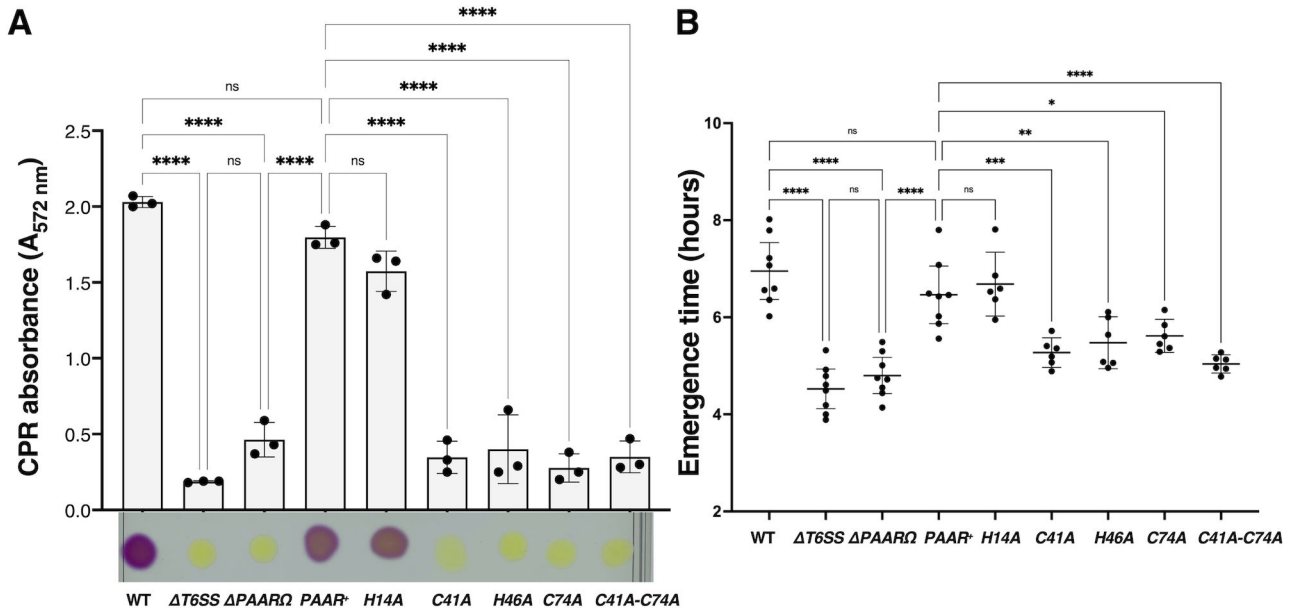 A
****
****
ns
****
****
****
****
ns
****
ns
CPR absorbance (A572 nm)
2.5
2.0
1.5
1.0
0.5
0.0
WT ΔT6SS ΔPAARΩ PAAR+ H14A C41A H46A C74A C41A-C74A
B
****
*
ns
**
****
***
****
ns
****
ns
Emergence time (hours)
10
8
6
4
2
WT ΔT6SS ΔPAARΩ PAAR+ H14A C41A H46A C74A C41A-C74A